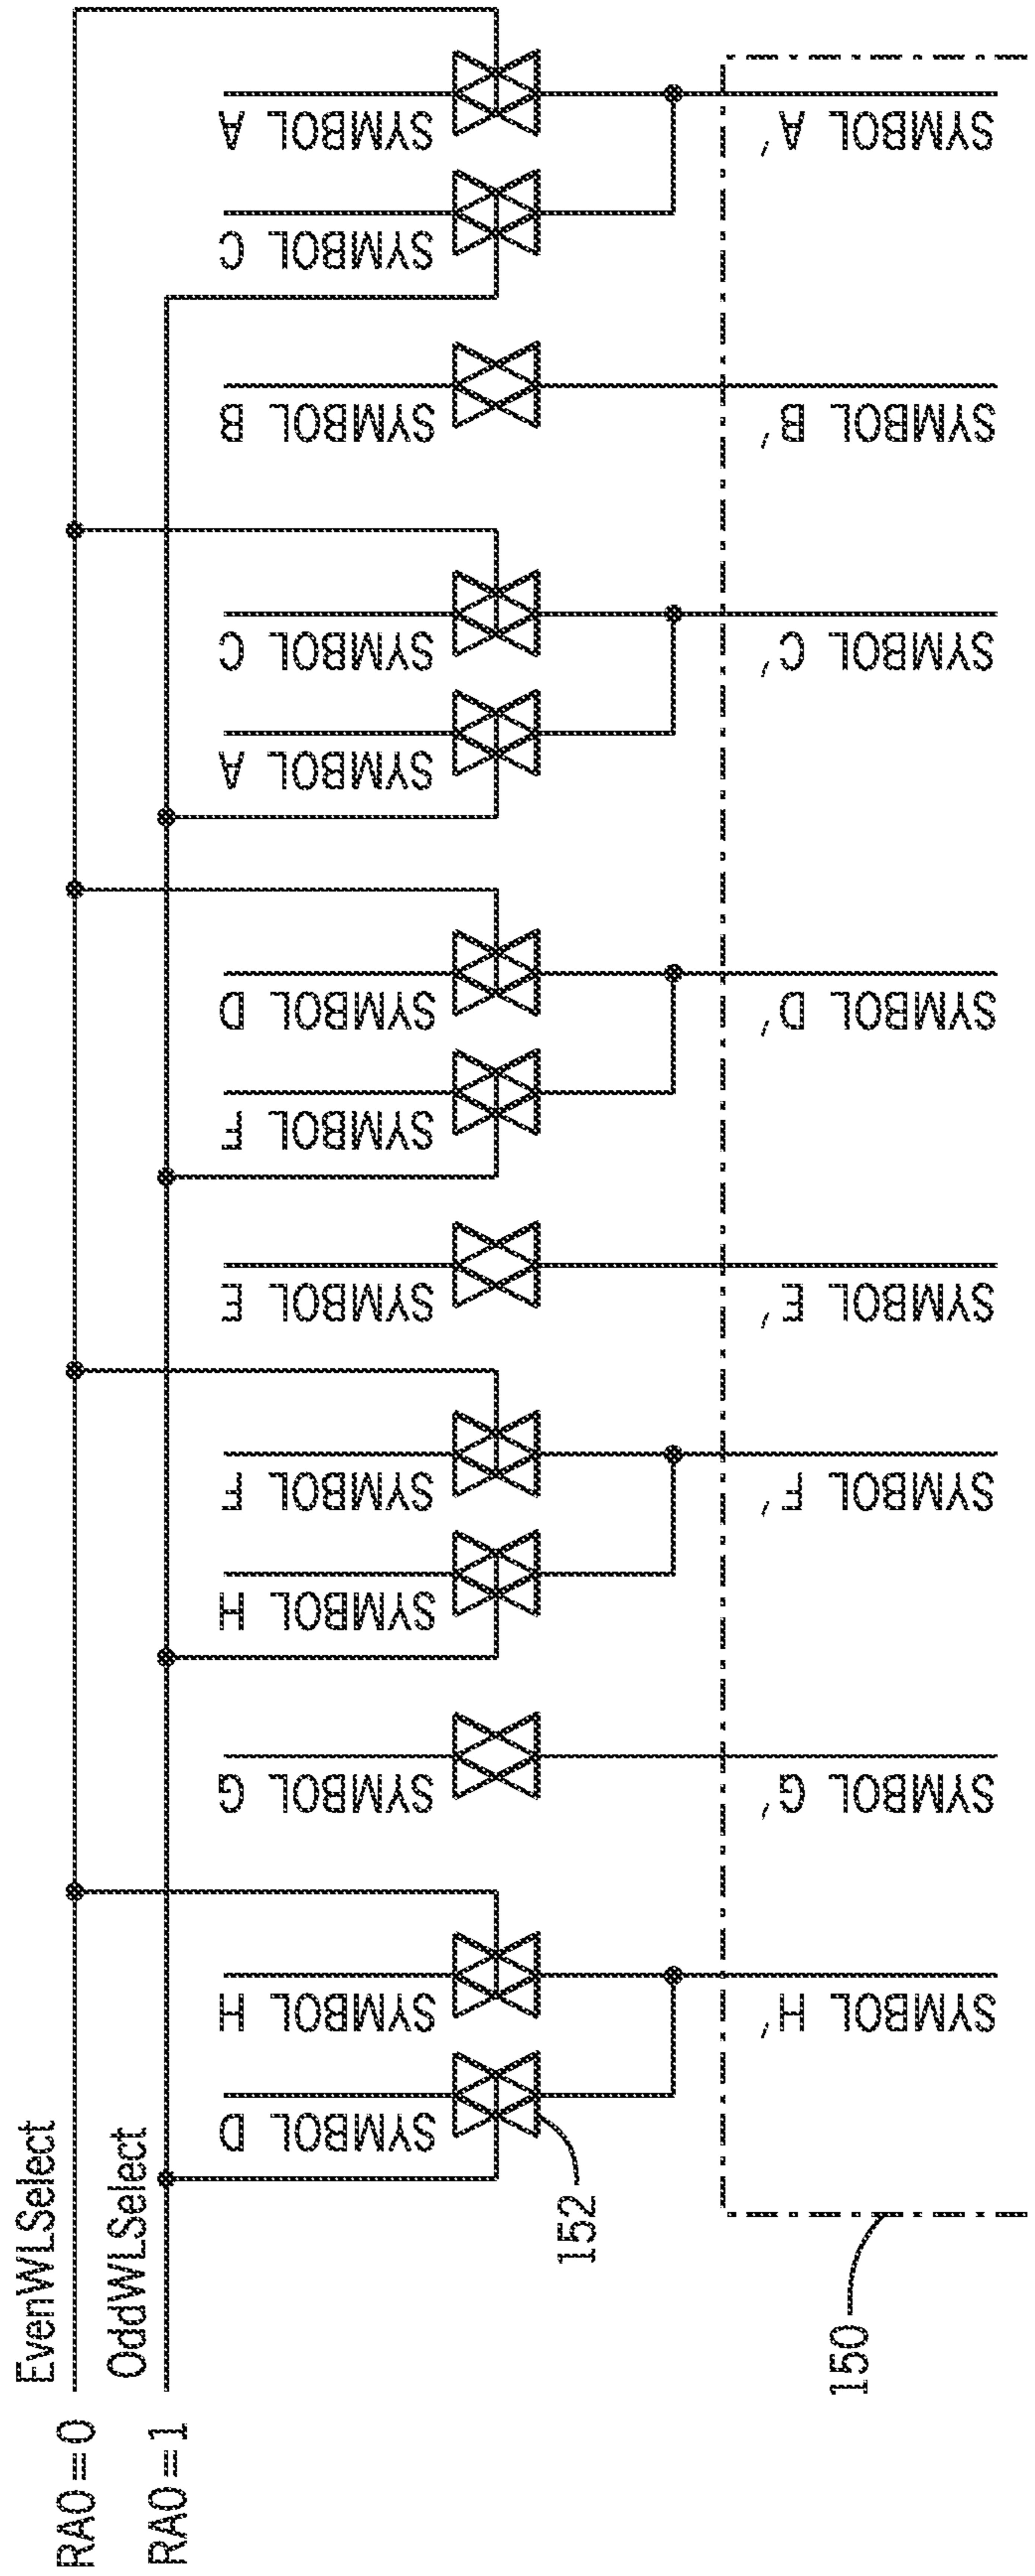 RA0=0
EvenWLSelect
RA0=1
OddWLSelect
SYMBOL D
SYMBOL H
SYMBOL G
SYMBOL H
SYMBOL F
SYMBOL E
SYMBOL F
SYMBOL D
SYMBOL A
SYMBOL C
SYMBOL B
SYMBOL C
SYMBOL A
152
150
SYMBOL H'
SYMBOL G'
SYMBOL F'
SYMBOL E'
SYMBOL D'
SYMBOL C'
SYMBOL B'
SYMBOL A'